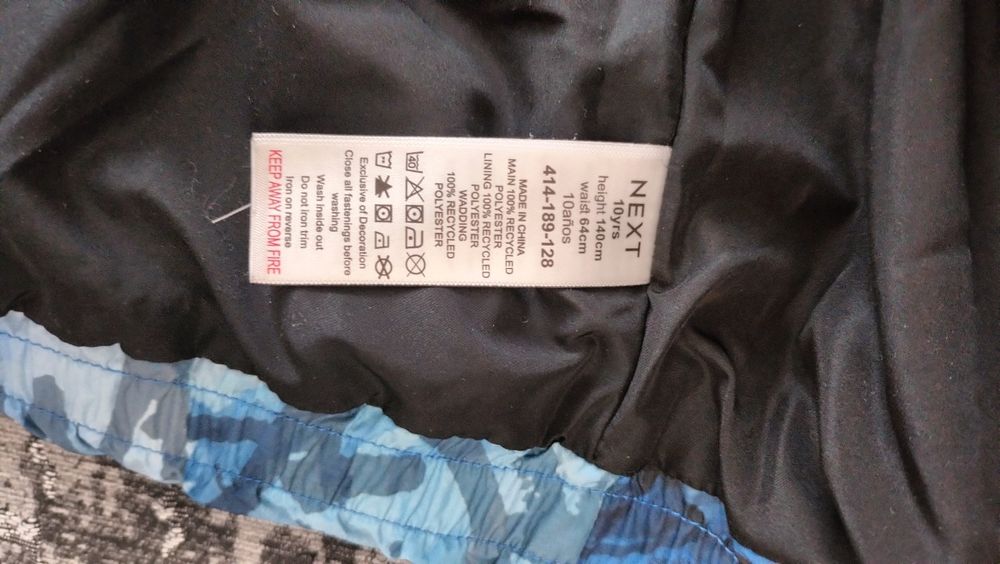 NEXT
10yrs
height 140cm
waist 64cm
10años
414-189-128
MADE IN CHINA
MAIN 100% RECYCLED
POLYESTER
LINING 100% RECYCLED
POLYESTER
WADDING
100% RECYCLED
POLYESTER
40
Exclusive of Decoration
Close all fastenings before
washing
Wash inside out
Do not iron trim
Iron on reverse
KEEP AWAY FROM FIRE